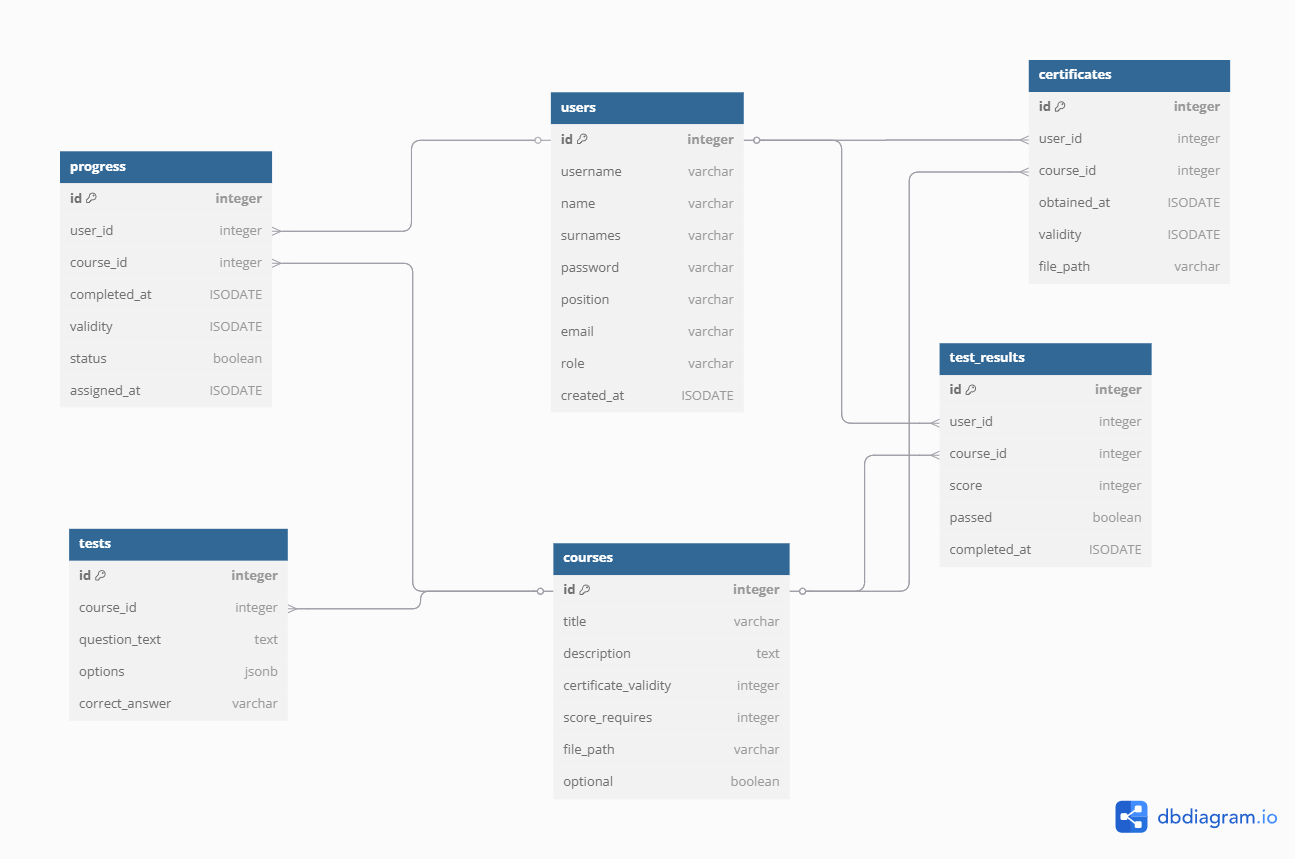 progress
id integer
user_id integer
course_id integer
completed_at ISODATE
validity ISODATE
status boolean
assigned_at ISODATE
users
id integer
username varchar
name varchar
surnames varchar
password varchar
position varchar
email varchar
role varchar
created_at ISODATE
certificates
id integer
user_id integer
course_id integer
obtained_at ISODATE
validity ISODATE
file_path varchar
test_results
id integer
user_id integer
course_id integer
score integer
passed boolean
completed_at ISODATE
tests
id integer
course_id integer
question_text text
options jsonb
correct_answer varchar
courses
id integer
title varchar
description text
certificate_validity integer
score_requires integer
file_path varchar
optional boolean
dbdiagram.io